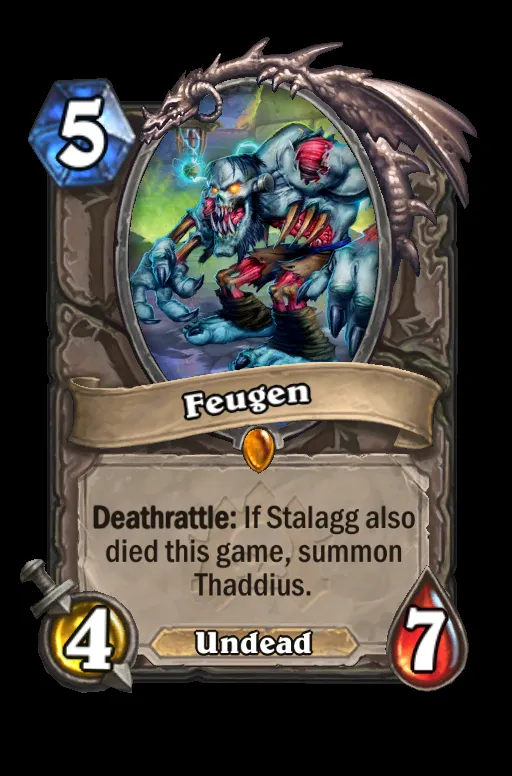 5
Feugen
Deathrattle: If Stalagg also
died this game, summon
Thaddius.
4
Undead
7